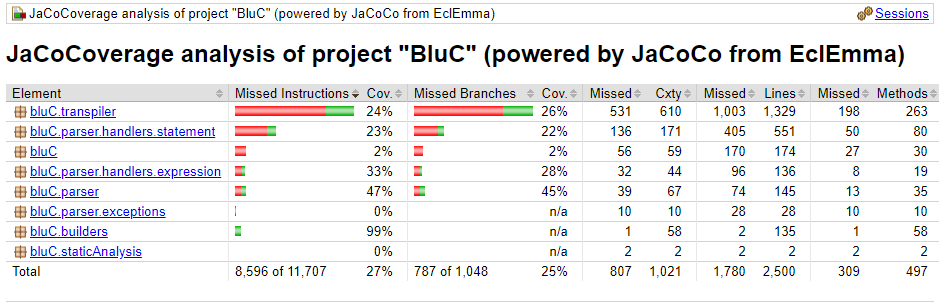 JaCoCoverage analysis of project "BluC" (powered by JaCoCo from EclEmma) Sessions
JaCoCoverage analysis of project "BluC" (powered by JaCoCo from EclEmma)
Element Missed Instructions Cov. Missed Branches Cov. Missed Cxty Missed Lines Missed Methods
bluC.transpiler 24% 26% 531 610 1,003 1,329 198 263
bluC.parser.handlers.statement 23% 22% 136 171 405 551 50 80
bluC 2% 2% 56 59 170 174 27 30
bluC.parser.handlers.expression 33% 28% 32 44 96 136 8 19
bluC.parser 47% 45% 39 67 74 145 13 35
bluC.parser.exceptions 0% n/a 10 10 28 28 10 10
bluC.builders 99% n/a 1 58 2 135 1 58
bluC.staticAnalysis 0% n/a 2 2 2 2 2 2
Total 8,596 of 11,707 27% 787 of 1,048 25% 807 1,021 1,780 2,500 309 497